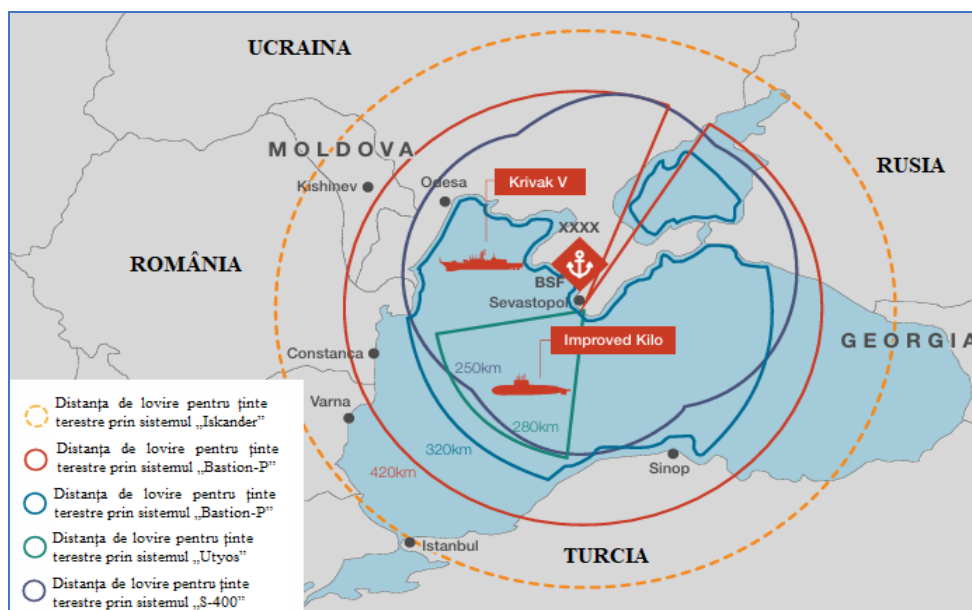 UCRAINA
MOLDOVA
Kishinev
Odesa
Krivak V
RUSIA
XXXX
ROMÂNIA
BSF
Sevastopol
Improved Kilo
GEORGIA
Constanca
250km
Varna
280km
320km
420km
Sinop
Istanbul
TURCIA
Distanța de lovire pentru ținte
terestre prin sistemul „Iskander”
Distanța de lovire pentru ținte
terestre prin sistemul „Bastion-P”
Distanța de lovire pentru ținte
terestre prin sistemul „Bastion-P”
Distanța de lovire pentru ținte
terestre prin sistemul „Utyos”
Distanța de lovire pentru ținte
terestre prin sistemul „S-400”